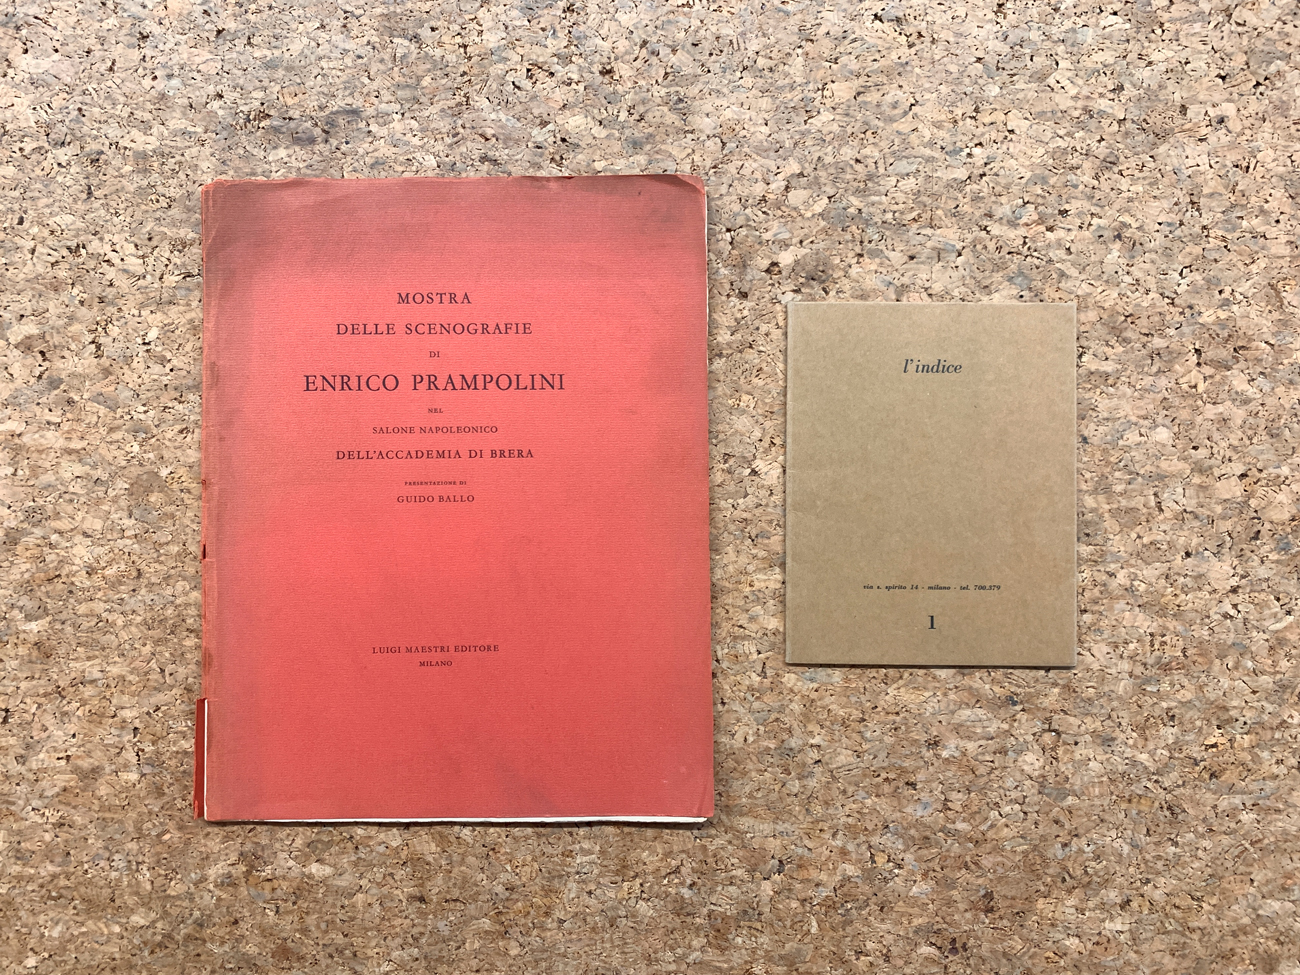 MOSTRA
DELLE SCENOGRAFIE
DI
ENRICO PRAMPOLINI
NEL
SALONE NAPOLEONICO
DELL'ACCADEMIA DI BRERA
PRESENTAZIONE DI
GUIDO BALLO
LUIGI MAESTRI EDITORE
MILANO
l'indice
via s. spirito 14 - milano - tel. 700.379
1